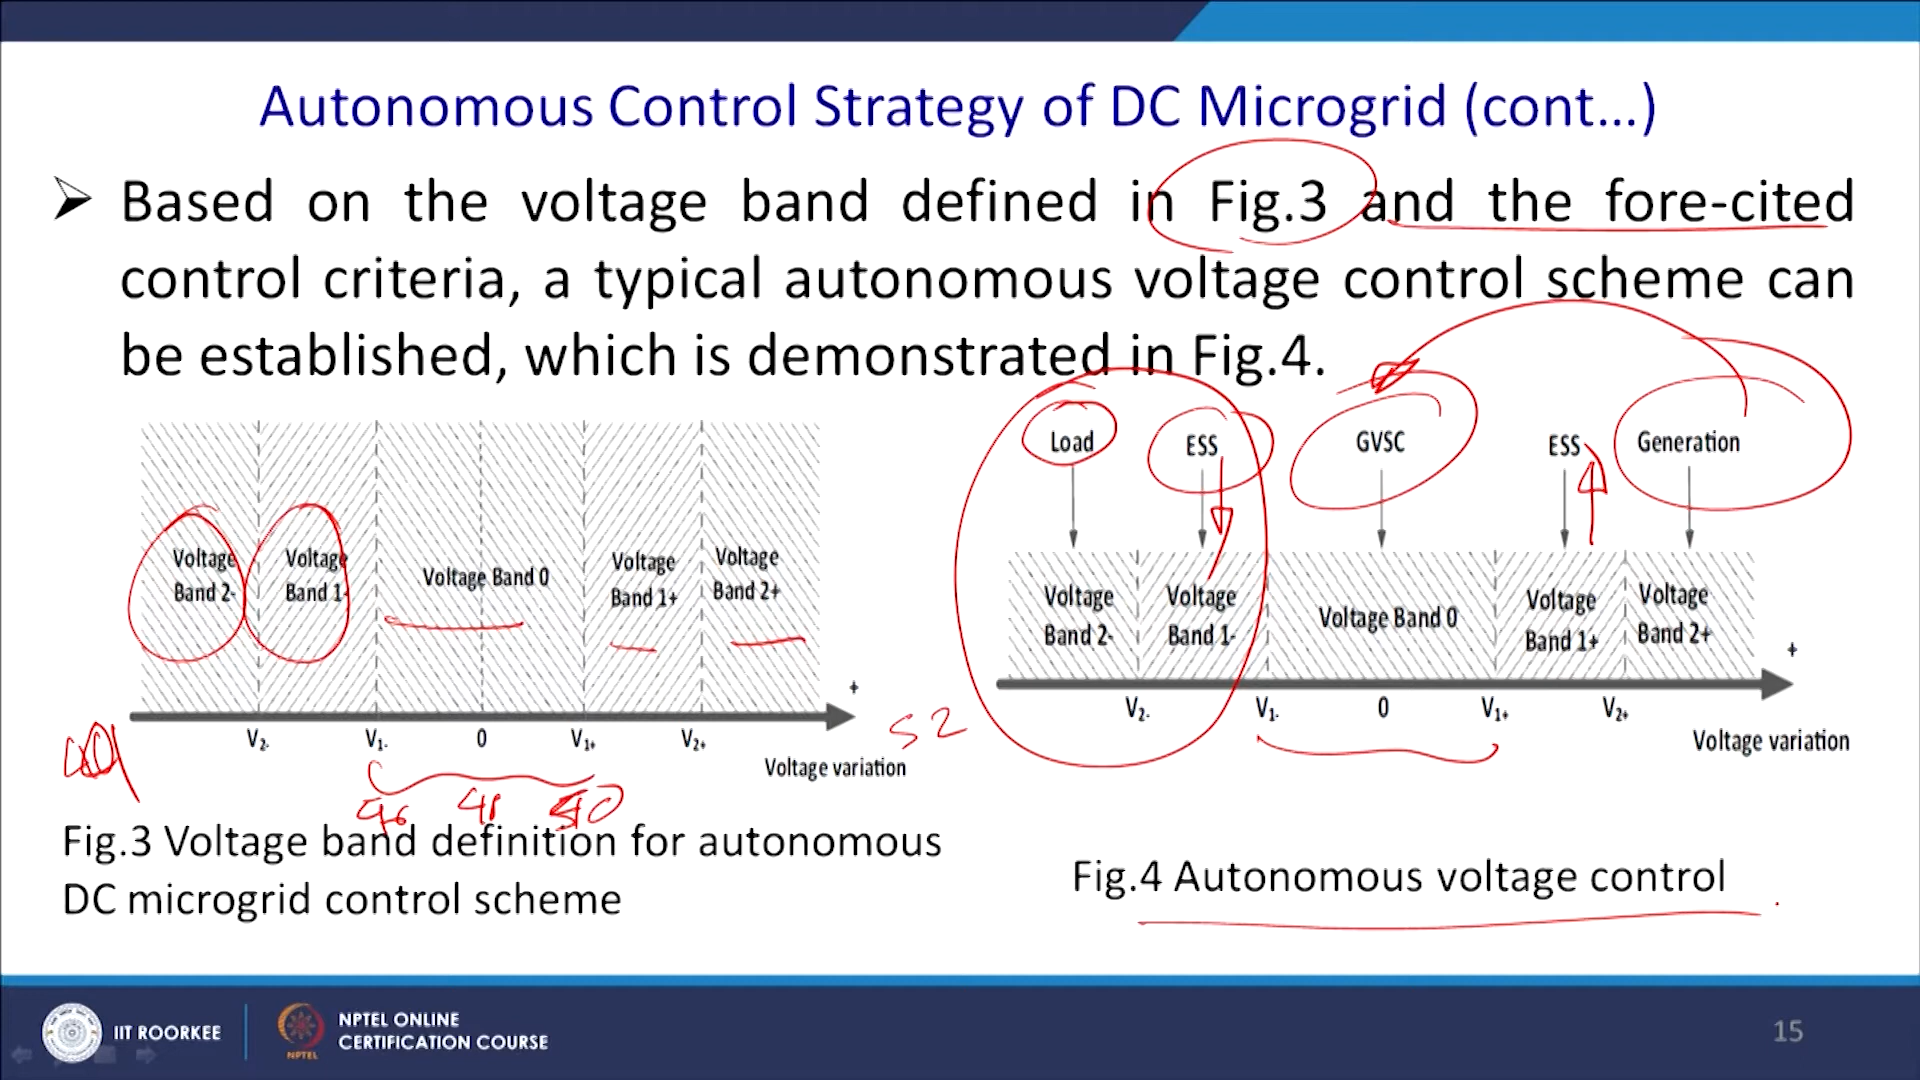 Autonomous Control Strategy of DC Microgrid (cont...)
Based on the voltage band defined in Fig.3 and the fore-cited
control criteria, a typical autonomous voltage control scheme can
be established, which is demonstrated in Fig.4.
Voltage Band 2-
Voltage Band 1-
Voltage Band 0
Voltage Band 1+
Voltage Band 2+
+
V2-
V1-
0
V1+
V2+
Voltage variation
46
48
50
52
Fig.3 Voltage band definition for autonomous
DC microgrid control scheme
Load
ESS
GVSC
ESS
Generation
Voltage Band 2-
Voltage Band 1-
Voltage Band 0
Voltage Band 1+
Voltage Band 2+
+
V2-
V1-
0
V1+
V2+
Voltage variation
Fig.4 Autonomous voltage control
IIT ROORKEE
NPTEL
NPTEL ONLINE
CERTIFICATION COURSE
15